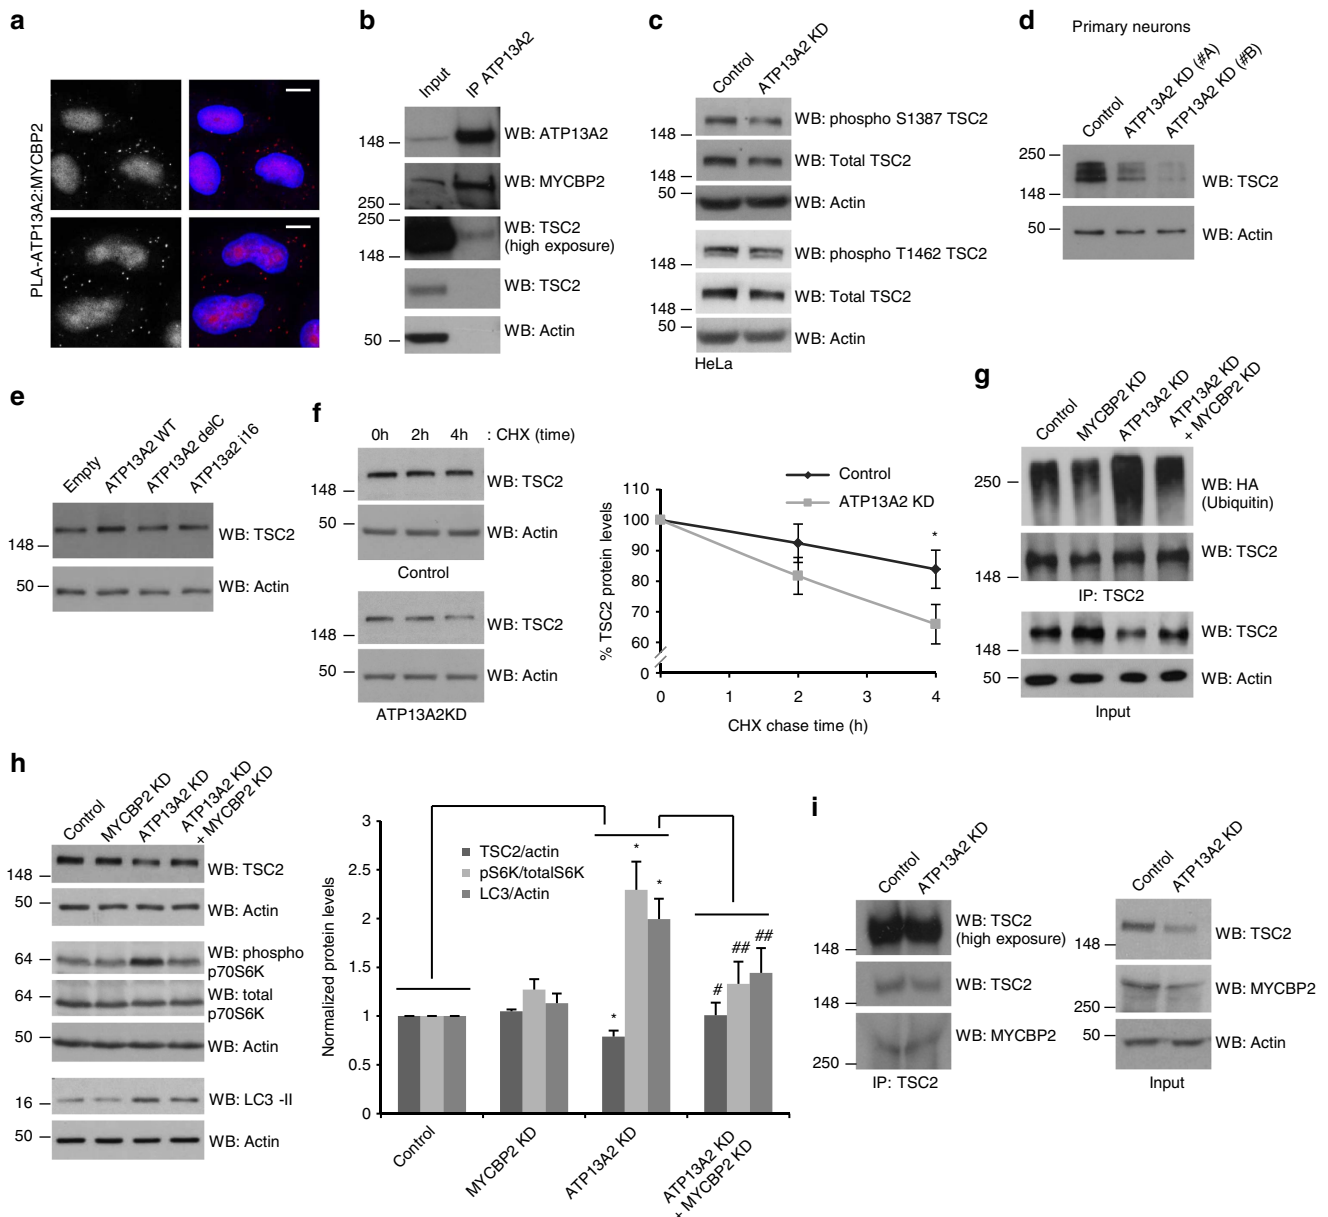 a
PLA-ATP13A2:MYCBP2
b
Input
IP ATP13A2
148
WB: ATP13A2
WB: MYCBP2
250
250
WB: TSC2
(high exposure)
148
WB: TSC2
50
WB: Actin
c
Control
ATP13A2 KD
WB: phospho S1387 TSC2
148
WB: Total TSC2
148
50
WB: Actin
WB: phospho T1462 TSC2
148
WB: Total TSC2
148
50
WB: Actin
HeLa
d
Primary neurons
Control
ATP13A2 KD (#A)
ATP13A2 KD (#B)
250
148
WB: TSC2
50
WB: Actin
e
Empty
ATP13A2 WT
ATP13A2 delC
ATP13a2 i16
148
WB: TSC2
50
WB: Actin
f
0h 2h 4h : CHX (time)
148
WB: TSC2
50
WB: Actin
Control
148
WB: TSC2
50
WB: Actin
ATP13A2KD
Control
ATP13A2 KD
% TSC2 protein levels
110
100
90
80
70
60
0
*
0 1 2 3 4
CHX chase time (h)
g
Control
MYCBP2 KD
ATP13A2 KD
ATP13A2 KD
+ MYCBP2 KD
250
WB: HA
(Ubiquitin)
WB: TSC2
148
IP: TSC2
WB: TSC2
148
50
WB: Actin
Input
h
Control
MYCBP2 KD
ATP13A2 KD
ATP13A2 KD
+ MYCBP2 KD
148
WB: TSC2
50
WB: Actin
64
WB: phospho
p70S6K
64
WB: total
p70S6K
50
WB: Actin
16
WB: LC3 -II
50
WB: Actin
Normalized protein levels
3
2.5
2
1.5
1
0.5
0
TSC2/actin
pS6K/totalS6K
LC3/Actin
* * *
# ## ##
Control
MYCBP2 KD
ATP13A2 KD
ATP13A2 KD
+ MYCBP2 KD
i
Control
ATP13A2 KD
WB: TSC2
(high exposure)
148
WB: TSC2
148
WB: MYCBP2
250
IP: TSC2
Control
ATP13A2 KD
WB: TSC2
148
WB: MYCBP2
250
50
WB: Actin
Input